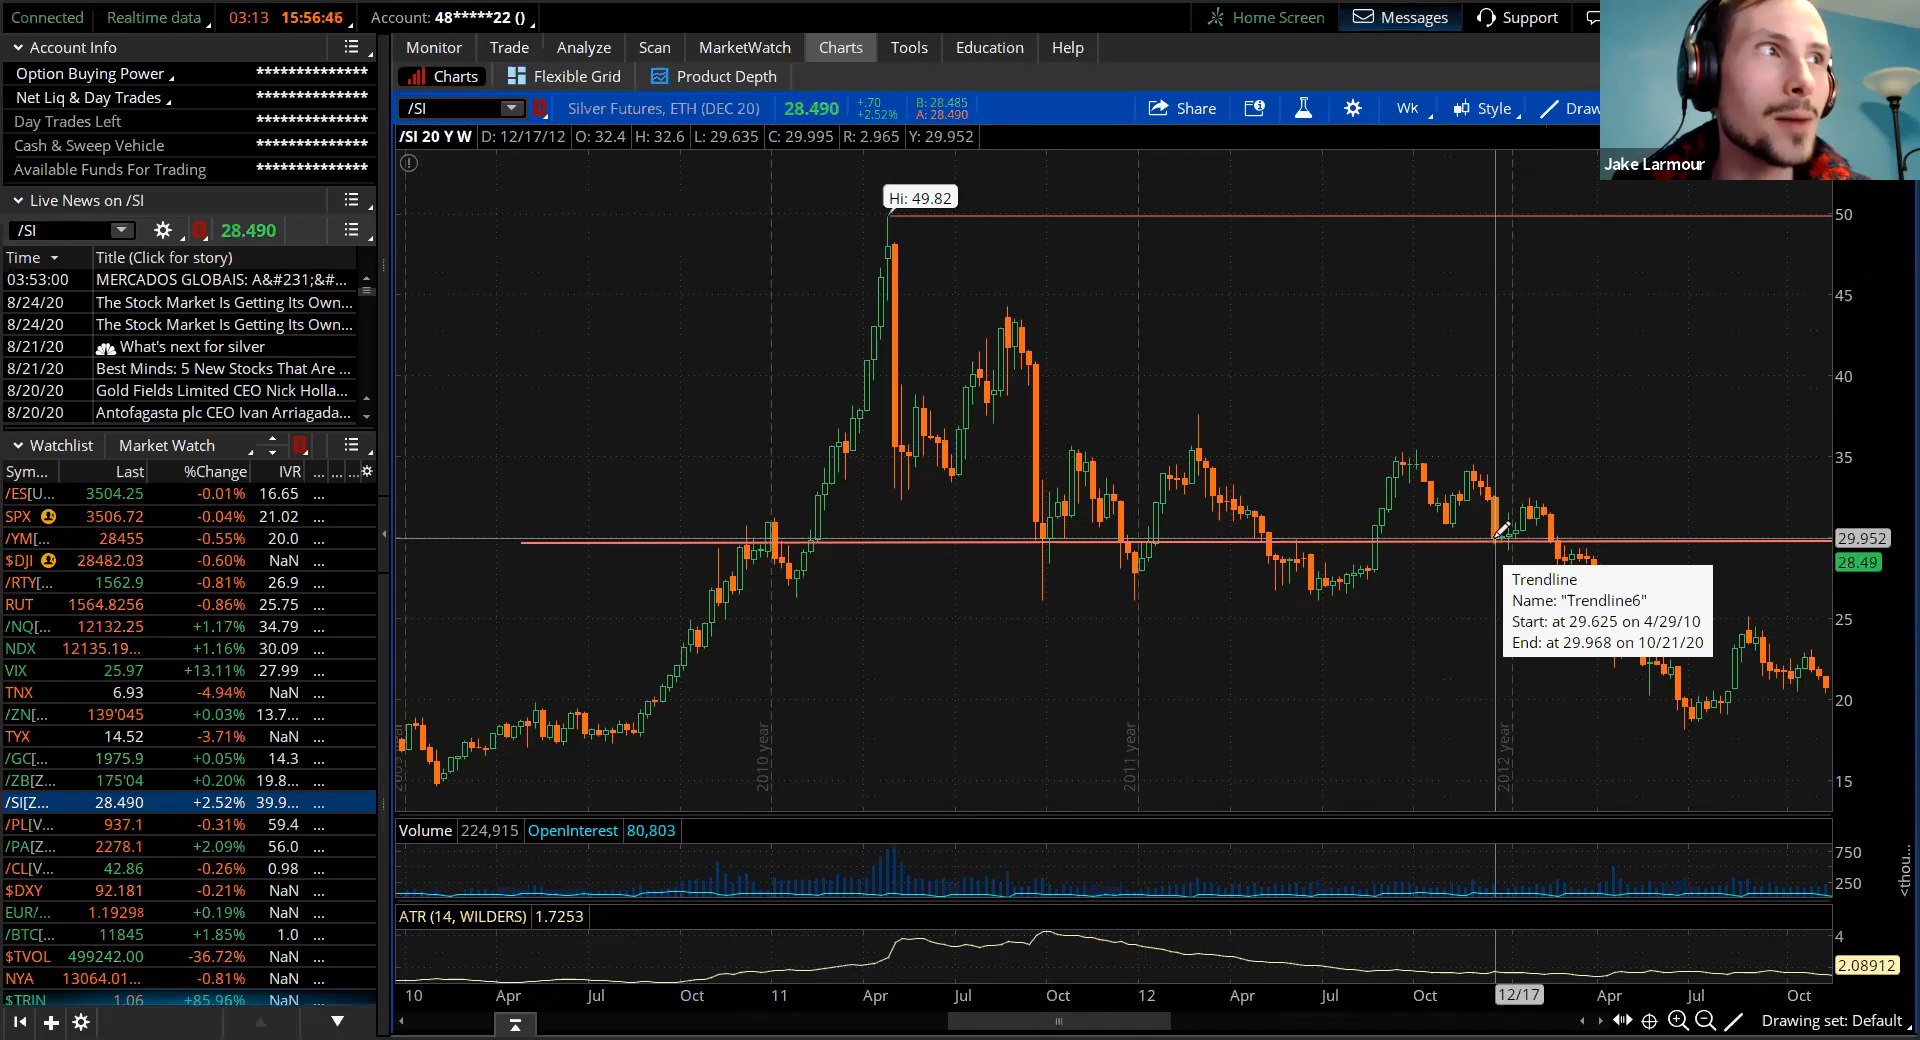 Connected Realtime data 03:13 15:56:46 Account: 48*****22 () Home Screen Messages Support
Account Info
Option Buying Power **************
Net Liq & Day Trades **************
Day Trades Left **************
Cash & Sweep Vehicle **************
Available Funds For Trading **************
Live News on /SI
/SI 28.490
Time Title (Click for story)
03:53:00 MERCADOS GLOBAIS: A&#231;&#...
8/24/20 The Stock Market Is Getting Its Own...
8/24/20 The Stock Market Is Getting Its Own...
8/21/20 What's next for silver
8/21/20 Best Minds: 5 New Stocks That Are ...
8/20/20 Gold Fields Limited CEO Nick Holla...
8/20/20 Antofagasta plc CEO Ivan Arriagada...
Watchlist Market Watch
Sym... Last %Change IVR ... ... ...
/ES[U... 3504.25 -0.01% 16.65 ...
SPX 3506.72 -0.04% 21.02 ...
/YM[... 28455 -0.55% 20.0 ...
$DJI 28482.03 -0.60% NaN ...
/RTY[... 1562.9 -0.81% 26.9 ...
RUT 1564.8256 -0.86% 25.75 ...
/NQ[... 12132.25 +1.17% 34.79 ...
NDX 12135.19... +1.16% 30.09 ...
VIX 25.97 +13.11% 27.99 ...
TNX 6.93 -4.94% NaN ...
/ZN[... 139'045 +0.03% 13.7... ...
TYX 14.52 -3.71% NaN ...
/GC[... 1975.9 +0.05% 14.3 ...
/ZB[Z... 175'04 +0.20% 19.8... ...
/SI[Z... 28.490 +2.52% 39.9... ...
/PL[V... 937.1 -0.31% 59.4 ...
/PA[Z... 2278.1 +2.09% 56.0 ...
/CL[V... 42.86 -0.26% 0.98 ...
$DXY 92.181 -0.21% NaN ...
EUR/... 1.19298 +0.19% NaN ...
/BTC[... 11845 +1.85% 1.0 ...
$TVOL 499242.00 -36.72% NaN ...
NYA 13064.01... -0.81% NaN ...
$TRIN 1.06 +85.96% NaN ...
Monitor Trade Analyze Scan MarketWatch Charts Tools Education Help
Charts Flexible Grid Product Depth
/SI Silver Futures, ETH (DEC 20) 28.490 +.70 +2.52% B: 28.485 A: 28.490 Share Wk Style Draw
/SI 20 Y W D: 12/17/12 O: 32.4 H: 32.6 L: 29.635 C: 29.995 R: 2.965 Y: 29.952
Jake Larmour
Hi: 49.82
50
45
40
35
29.952
28.49
25
20
15
Trendline
Name: "Trendline6"
Start: at 29.625 on 4/29/10
End: at 29.968 on 10/21/20
2010 year
2011 year
2012 year
Volume 224,915 OpenInterest 80,803
750
250
<thou...
ATR (14, WILDERS) 1.7253
4
2.08912
10 Apr Jul Oct 11 Apr Jul Oct 12 Apr Jul Oct 12/17 Apr Jul Oct
Drawing set: Default